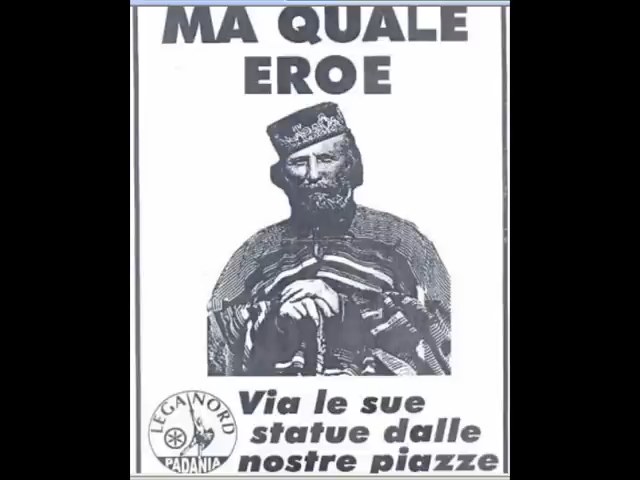 MA QUALE
EROE
LEGA NORD
PADANIA
Via le sue
statue dalle
nostre piazze